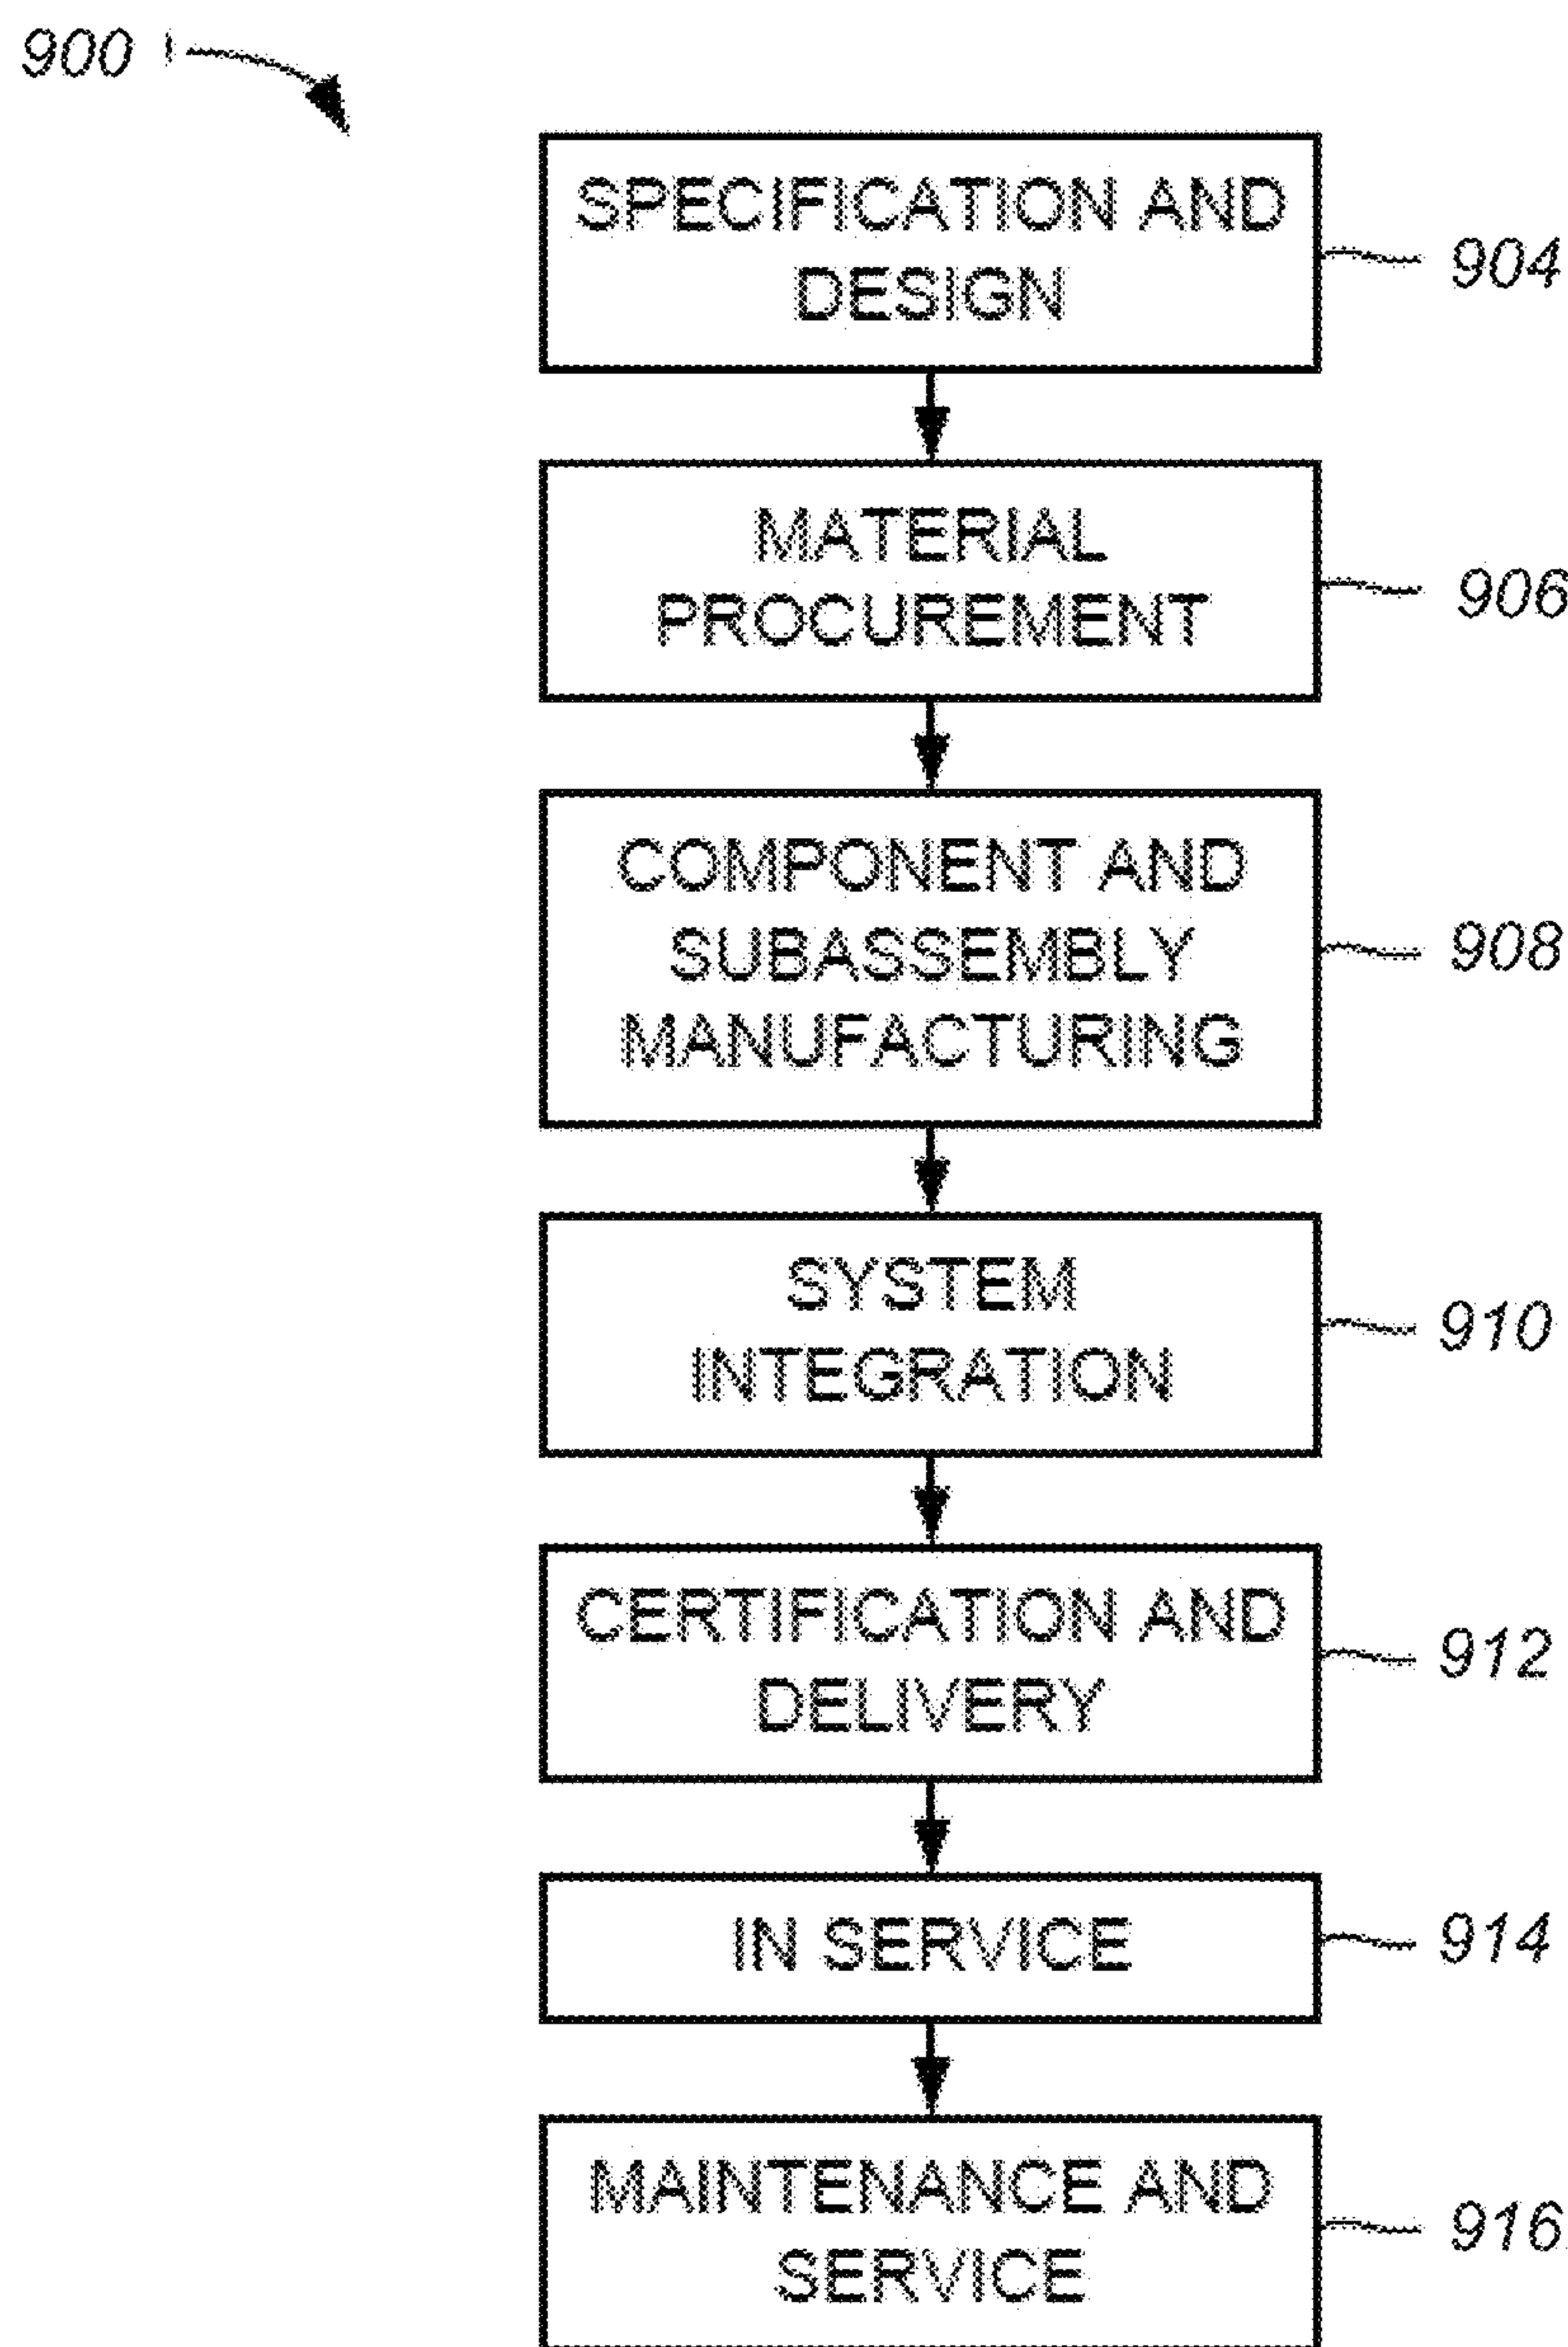 900
SPECIFICATION AND
DESIGN
904
MATERIAL
PROCUREMENT
906
COMPONENT AND
SUBASSEMBLY
MANUFACTURING
908
SYSTEM
INTEGRATION
910
CERTIFICATION AND
DELIVERY
912
IN SERVICE
914
MAINTENANCE AND
SERVICE
916